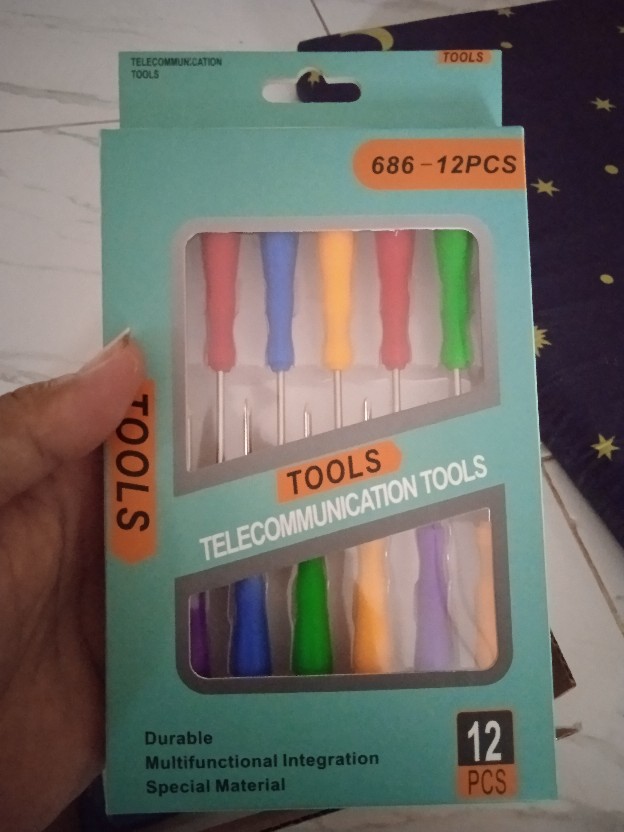 TELECOMMUNICATION
TOOLS
TOOLS
686-12PCS
TOOLS
TOOLS
TELECOMMUNICATION TOOLS
Durable
Multifunctional Integration
Special Material
12
PCS